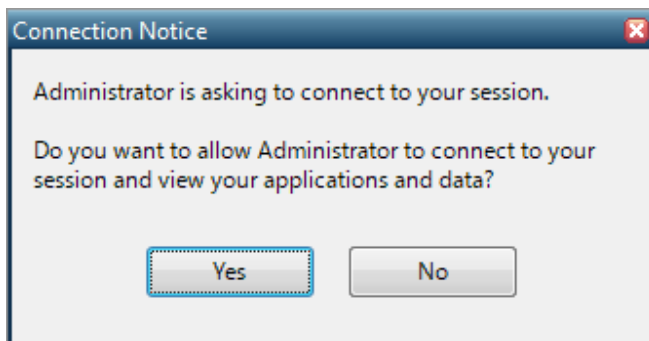 Connection Notice
Administrator is asking to connect to your session.
Do you want to allow Administrator to connect to your
session and view your applications and data?
Yes
No